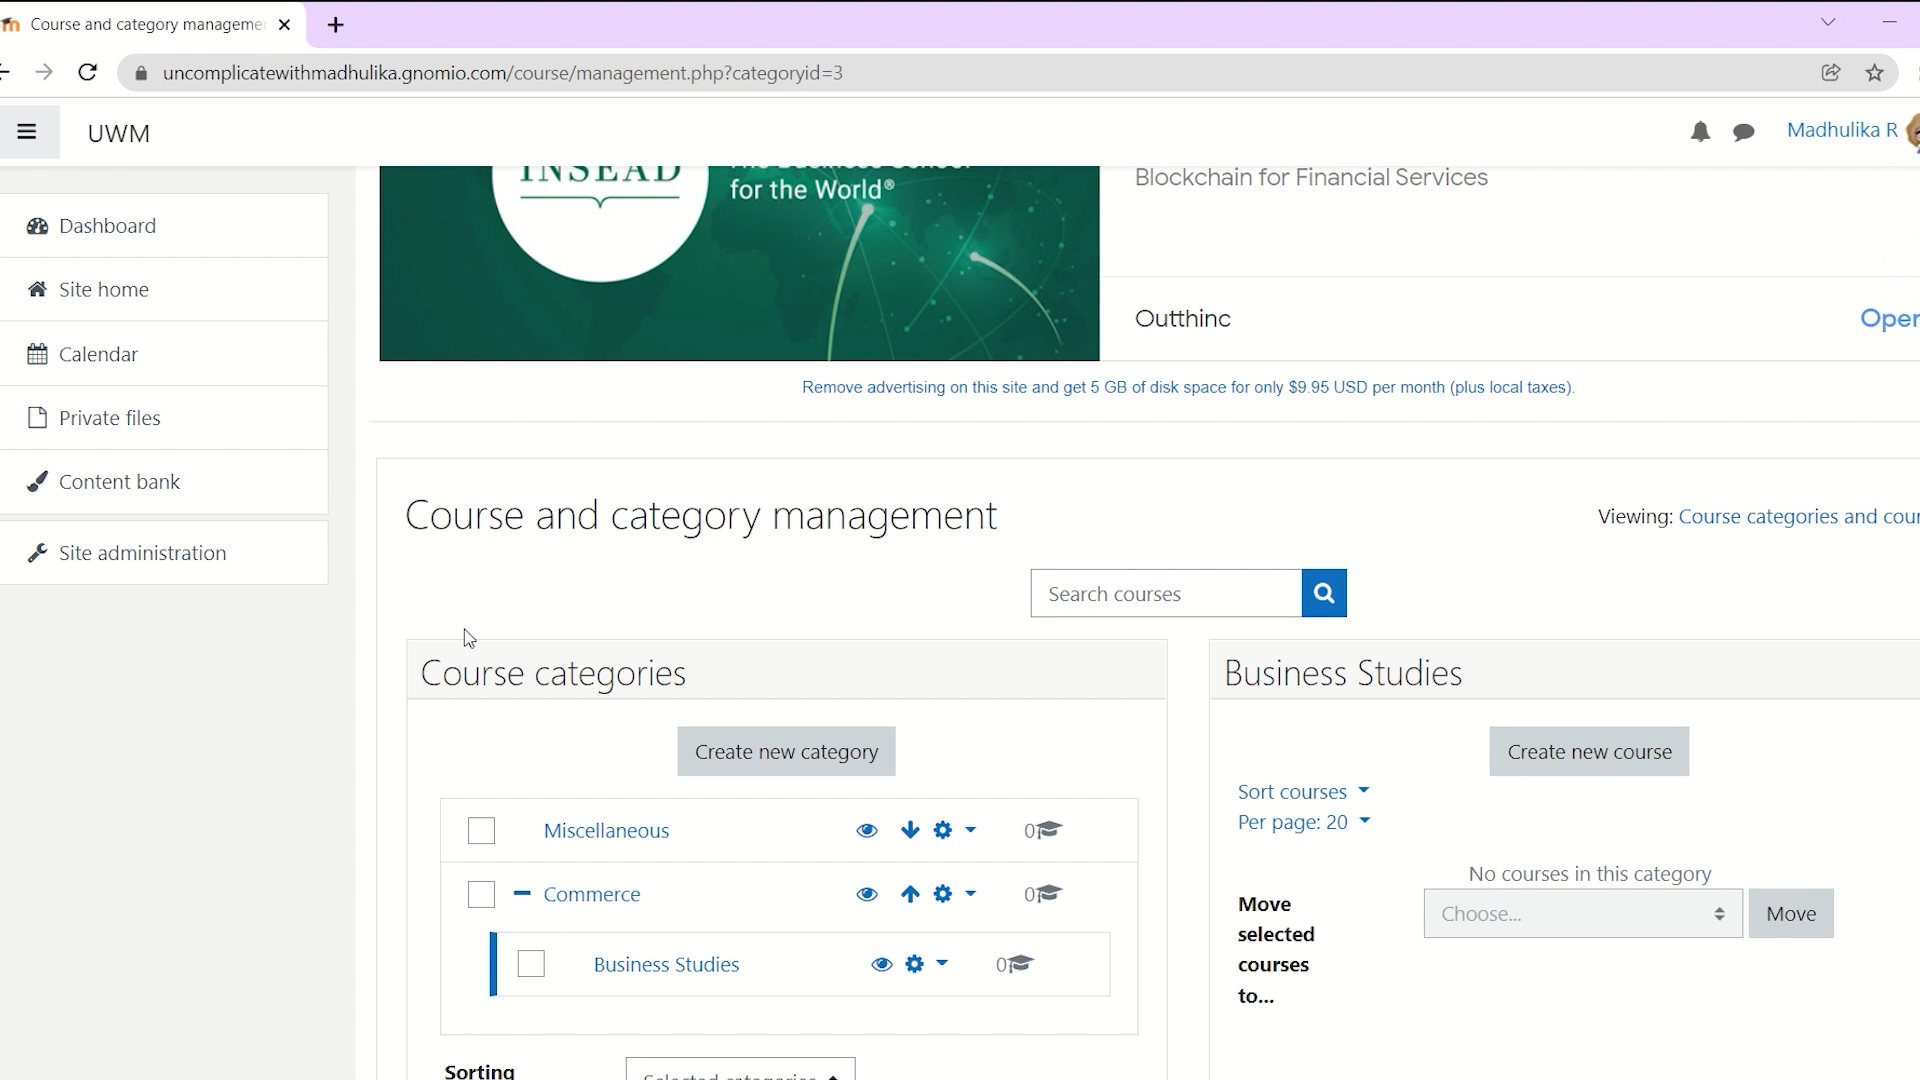 Course and category manageme
uncomplicatewithmadhulika.gnomio.com/course/management.php?categoryid=3
UWM
Madhulika R
Dashboard
Site home
Calendar
Private files
Content bank
Site administration
INSEAD
for the World®
Blockchain for Financial Services
Outthinc
Open
Remove advertising on this site and get 5 GB of disk space for only $9.95 USD per month (plus local taxes).
Course and category management
Viewing: Course categories and cour
Search courses
Course categories
Create new category
Miscellaneous
0
Commerce
0
Business Studies
0
Sorting
Selected categories
Business Studies
Create new course
Sort courses
Per page: 20
No courses in this category
Move
selected
courses
to...
Choose...
Move